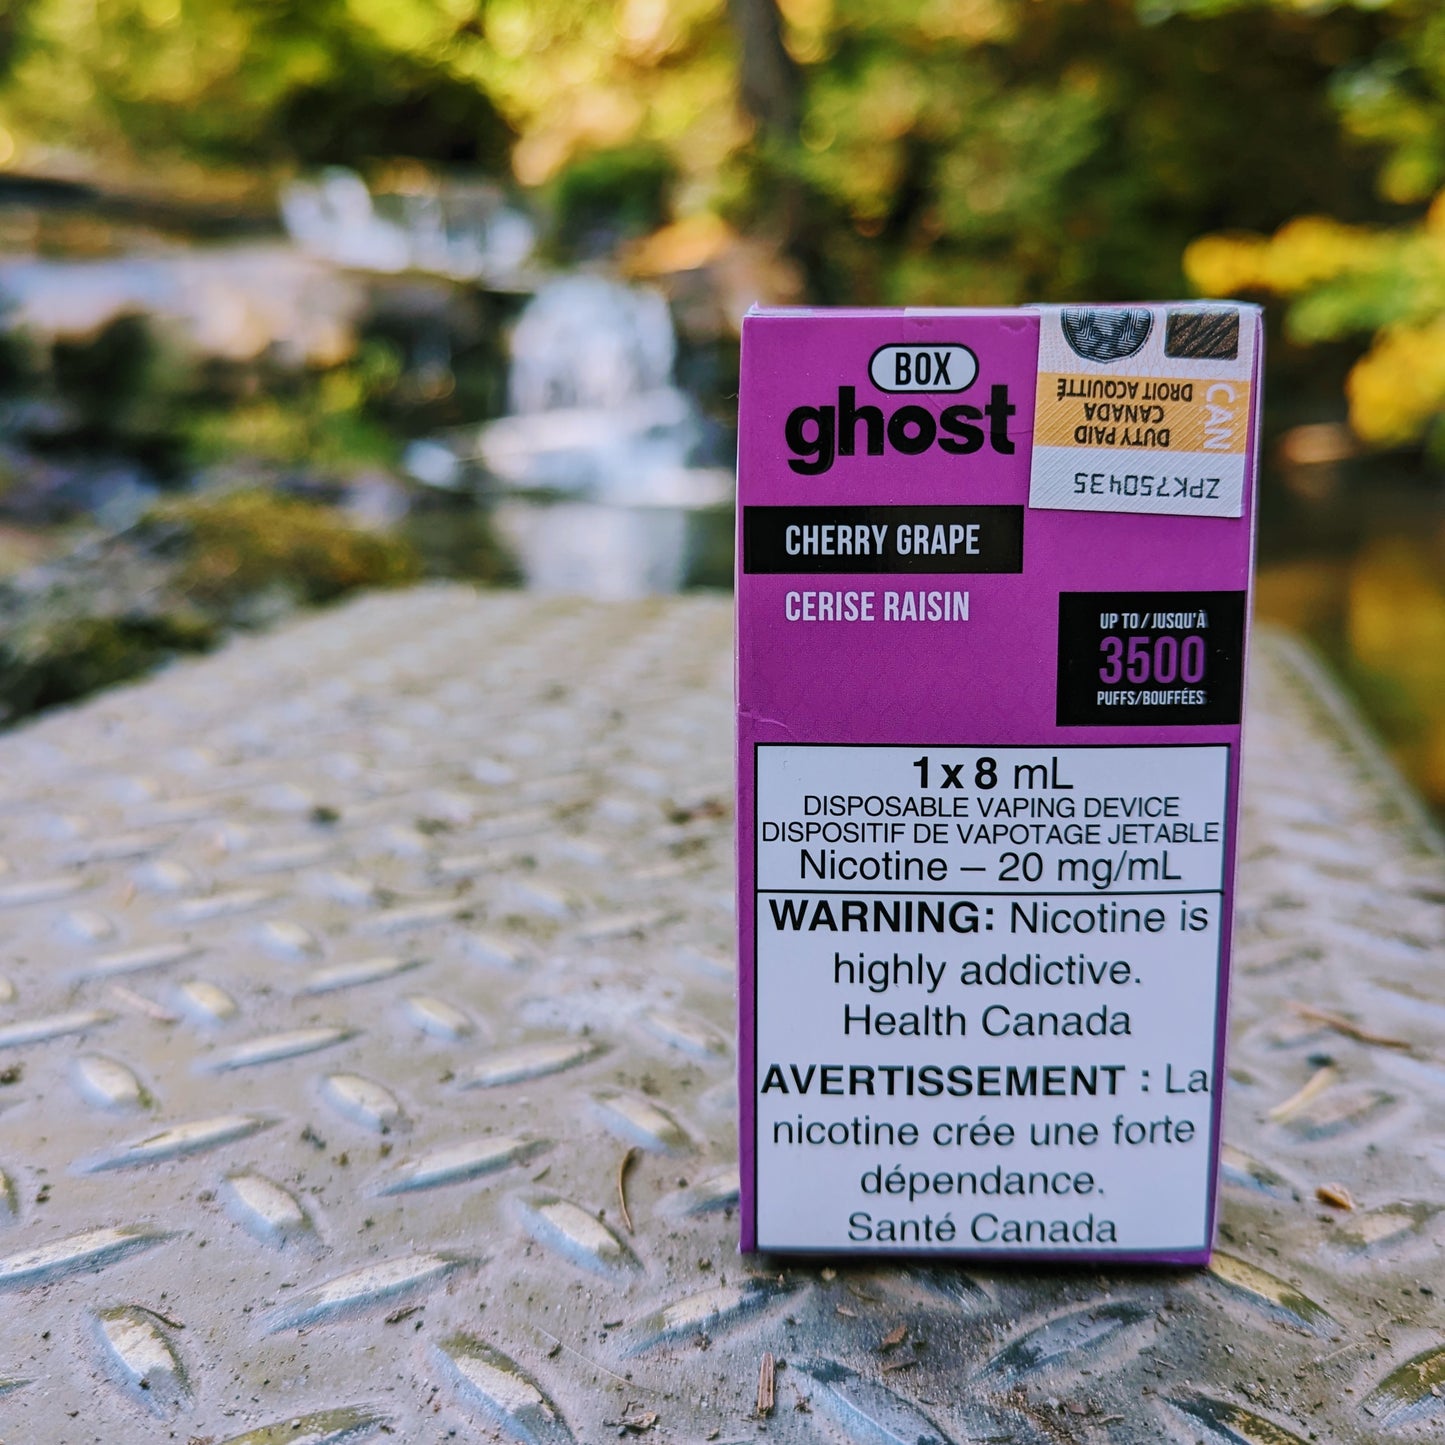 BOX
ghost
CAN
DROIT ACQUITTÉ
CANADA
DUTY PAID
ZPK750435
CHERRY GRAPE
CERISE RAISIN
UP TO / JUSQU'À
3500
PUFFS/BOUFFÉES
1 x 8 mL
DISPOSABLE VAPING DEVICE
DISPOSITIF DE VAPOTAGE JETABLE
Nicotine – 20 mg/mL
WARNING: Nicotine is
highly addictive.
Health Canada
AVERTISSEMENT : La
nicotine crée une forte
dépendance.
Santé Canada